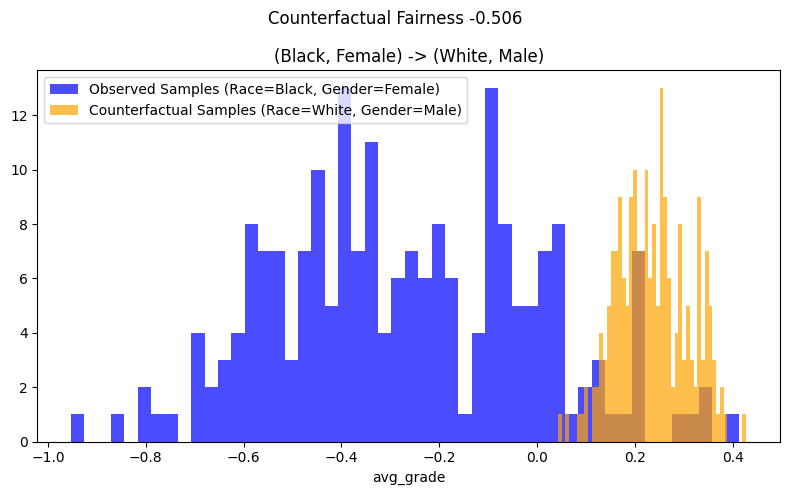 Counterfactual Fairness -0.506
(Black, Female) -> (White, Male)
Observed Samples (Race=Black, Gender=Female)
Counterfactual Samples (Race=White, Gender=Male)
12
10
8
6
4
2
0
−1.0 −0.8 −0.6 −0.4 −0.2 0.0 0.2 0.4
avg_grade